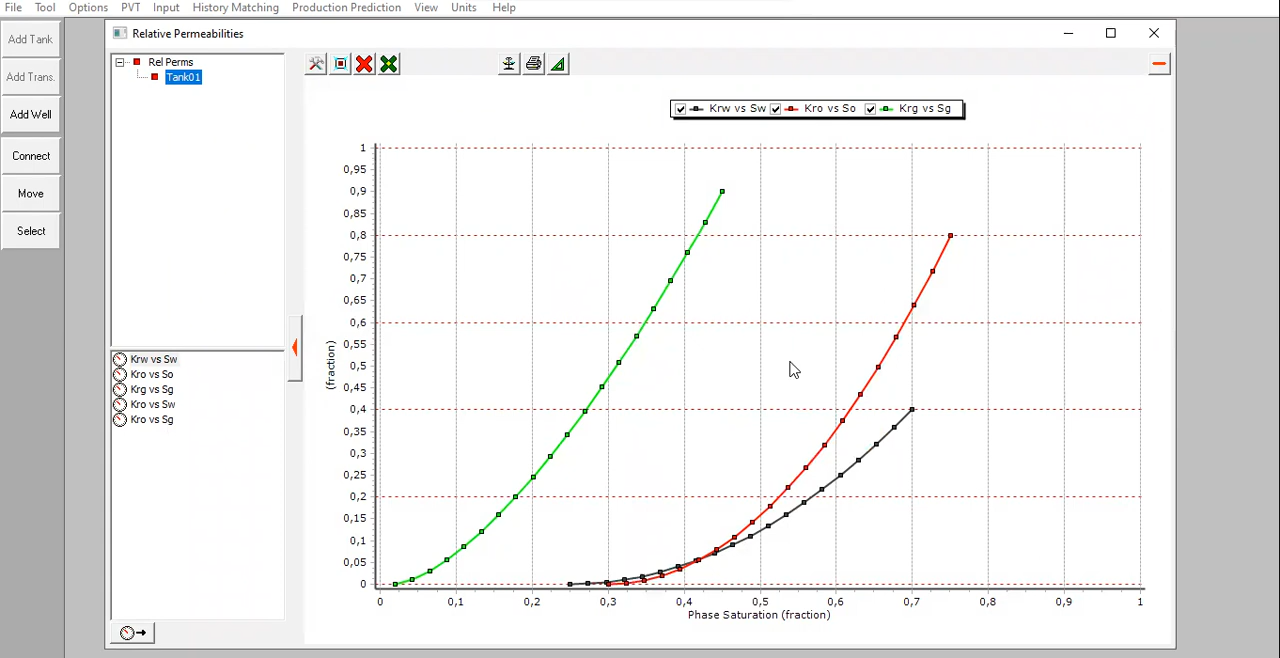 File Tool Options PVT Input History Matching Production Prediction View Units Help
Add Tank
Add Trans.
Add Well
Connect
Move
Select
Relative Permeabilities
Rel Perms
Tank01
Krw vs Sw
Kro vs So
Krg vs Sg
Kro vs Sw
Kro vs Sg
Krw vs Sw Kro vs So Krg vs Sg
1
0,95
0,9
0,85
0,8
0,75
0,7
0,65
0,6
0,55
0,5
0,45
0,4
0,35
0,3
0,25
0,2
0,15
0,1
0,05
0
(fraction)
0 0,1 0,2 0,3 0,4 0,5 0,6 0,7 0,8 0,9 1
Phase Saturation (fraction)